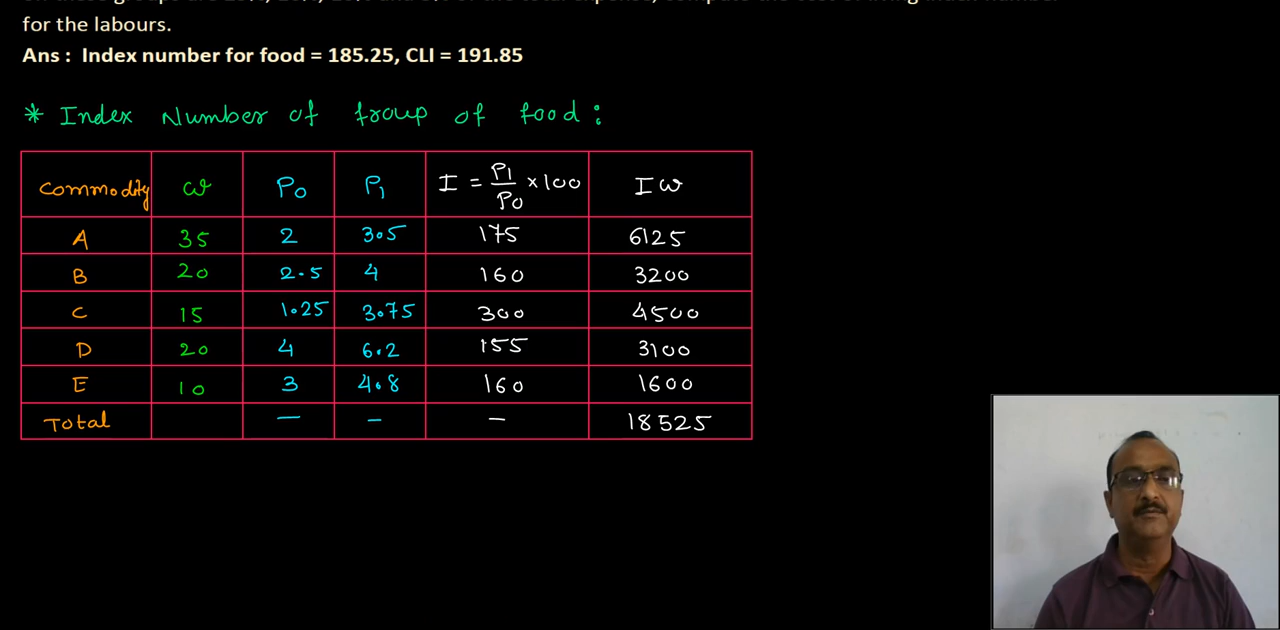 for the labours.
Ans : Index number for food = 185.25, CLI = 191.85
* Index Number of Group of food :
Commodity w P0 P1 I = P1/P0 × 100 Iw
A 35 2 3.5 175 6125
B 20 2.5 4 160 3200
C 15 1.25 3.75 300 4500
D 20 4 6.2 155 3100
E 10 3 4.8 160 1600
Total — — — 18525